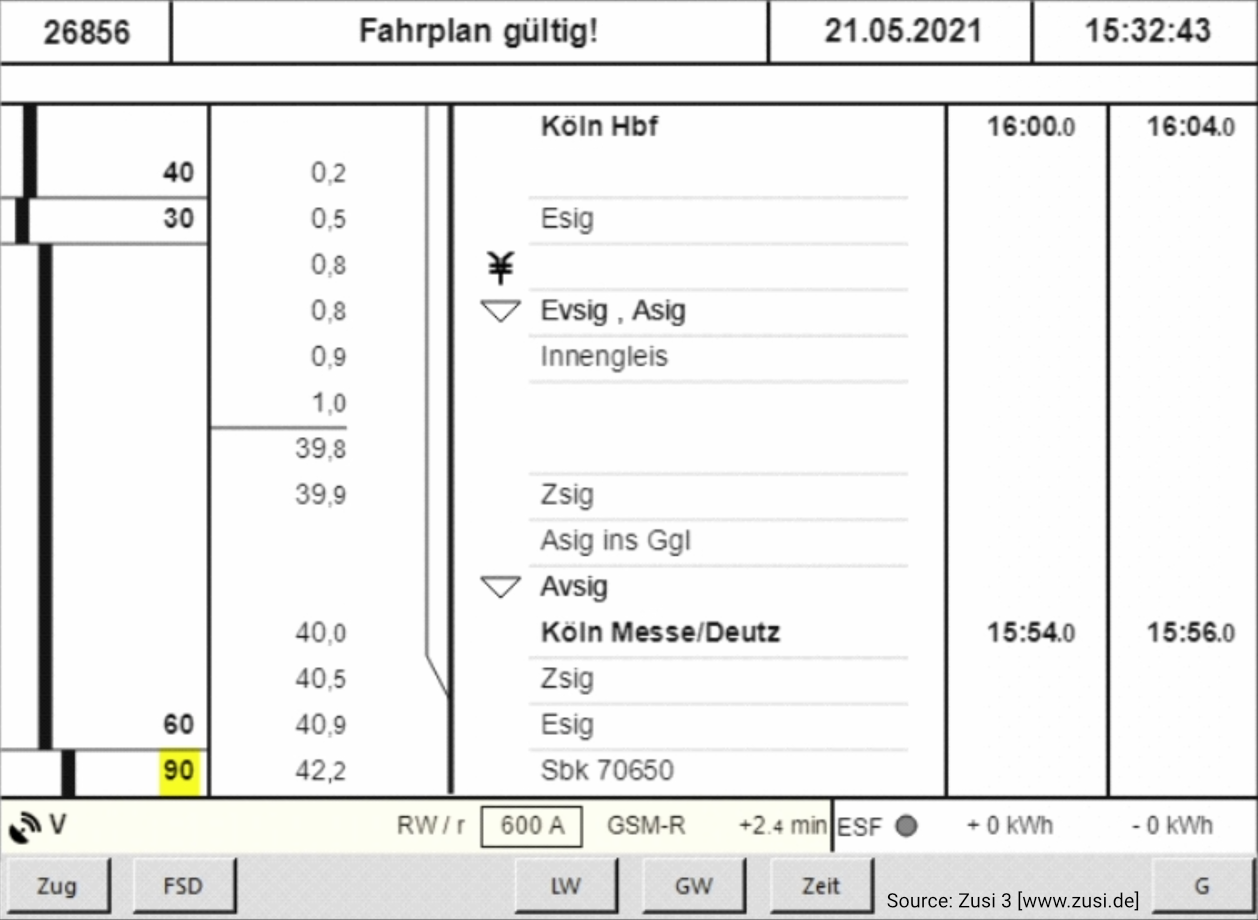 26856 Fahrplan gültig! 21.05.2021 15:32:43
Köln Hbf 16:00.0 16:04.0
40 0,2
30 0,5 Esig
0,8 ¥
0,8 Evsig , Asig
0,9 Innengleis
1,0
39,8
39,9 Zsig
Asig ins Ggl
Avsig
40,0 Köln Messe/Deutz 15:54.0 15:56.0
40,5 Zsig
60 40,9 Esig
90 42,2 Sbk 70650
V RW / r 600 A GSM-R +2.4 min ESF + 0 kWh - 0 kWh
Zug FSD LW GW Zeit Source: Zusi 3 [www.zusi.de] G